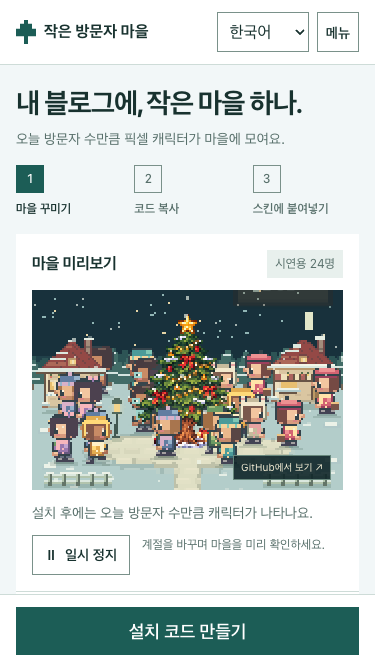 작은 방문자 마을
한국어
메뉴
내 블로그에, 작은 마을 하나.
오늘 방문자 수만큼 픽셀 캐릭터가 마을에 모여요.
1
2
3
마을 꾸미기
코드 복사
스킨에 붙여넣기
마을 미리보기
시연용 24명
GitHub에서 보기 ↗
설치 후에는 오늘 방문자 수만큼 캐릭터가 나타나요.
일시 정지
계절을 바꾸며 마을을 미리 확인하세요.
설치 코드 만들기